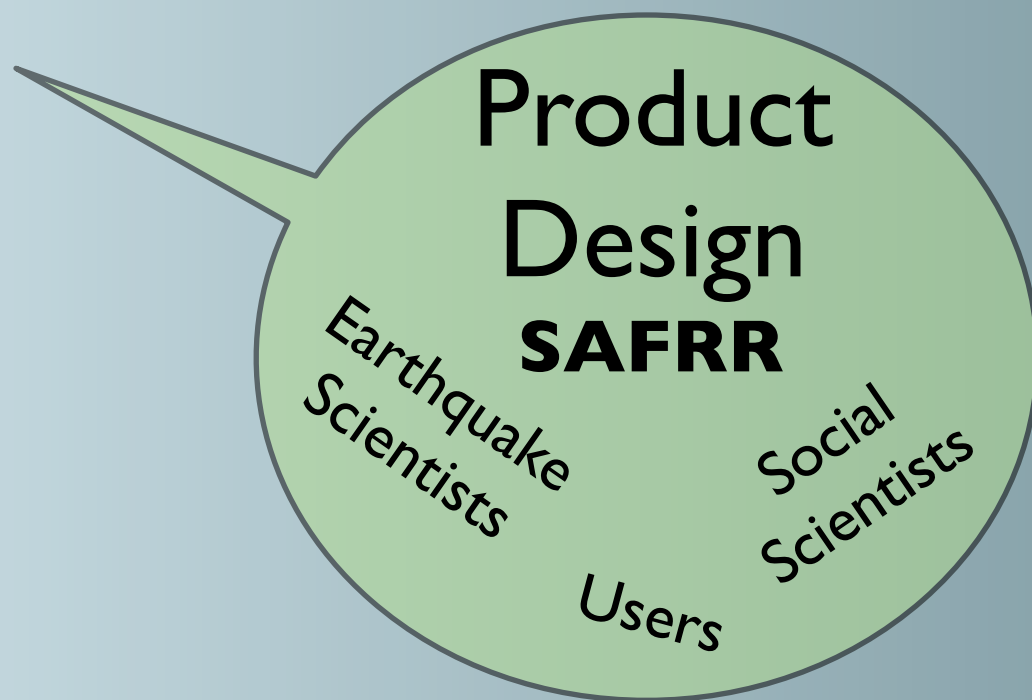 Product
Design
SAFRR
Earthquake
Scientists
Social
Scientists
Users